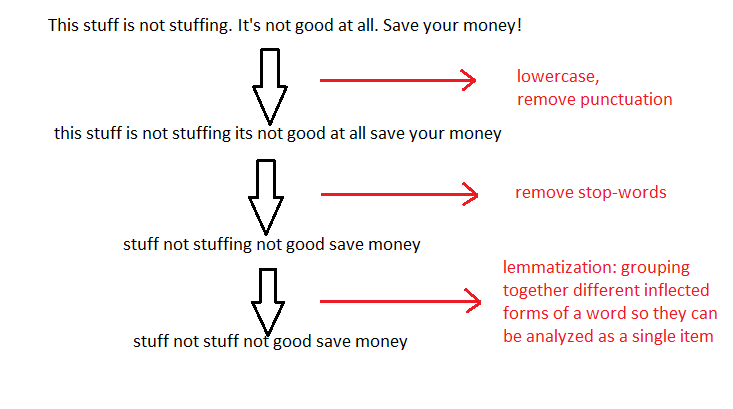 This stuff is not stuffing. It's not good at all. Save your money!
lowercase,
remove punctuation
this stuff is not stuffing its not good at all save your money
remove stop-words
stuff not stuffing not good save money
lemmatization: grouping
together different inflected
forms of a word so they can
be analyzed as a single item
stuff not stuff not good save money